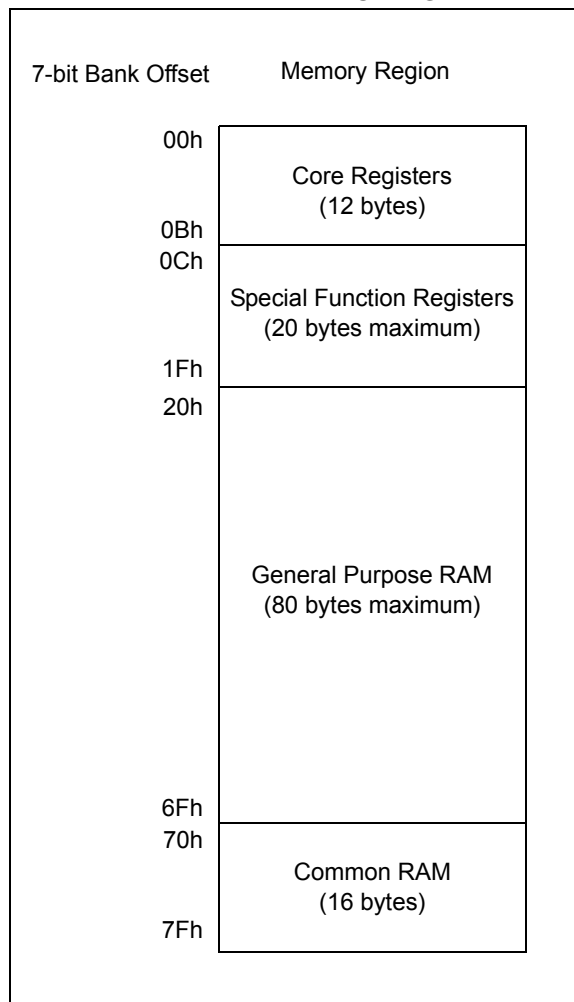 7-bit Bank Offset Memory Region
00h
Core Registers
(12 bytes)
0Bh
0Ch
Special Function Registers
(20 bytes maximum)
1Fh
20h
General Purpose RAM
(80 bytes maximum)
6Fh
70h
Common RAM
(16 bytes)
7Fh